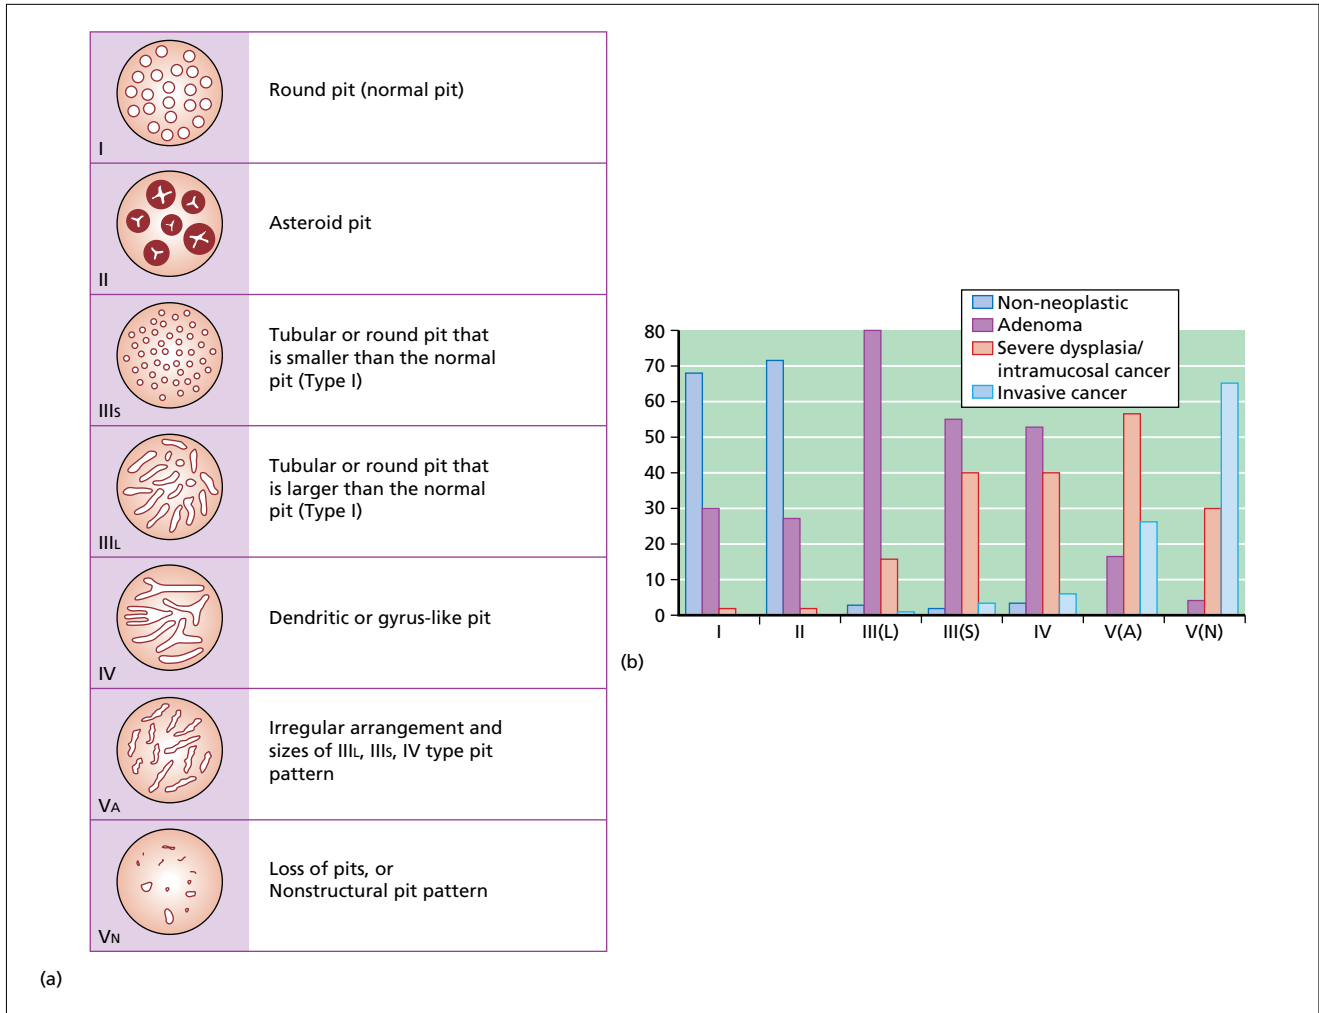 Round pit (normal pit)
I
Asteroid pit
II
Tubular or round pit that
is smaller than the normal
pit (Type I)
IIIs
Tubular or round pit that
is larger than the normal
pit (Type I)
IIIL
Dendritic or gyrus-like pit
IV
Irregular arrangement and
sizes of IIIL, IIIs, IV type pit
pattern
VA
Loss of pits, or
Nonstructural pit pattern
VN
(a)
Non-neoplastic
Adenoma
Severe dysplasia/
intramucosal cancer
Invasive cancer
80
70
60
50
40
30
20
10
0
I II III(L) III(S) IV V(A) V(N)
(b)